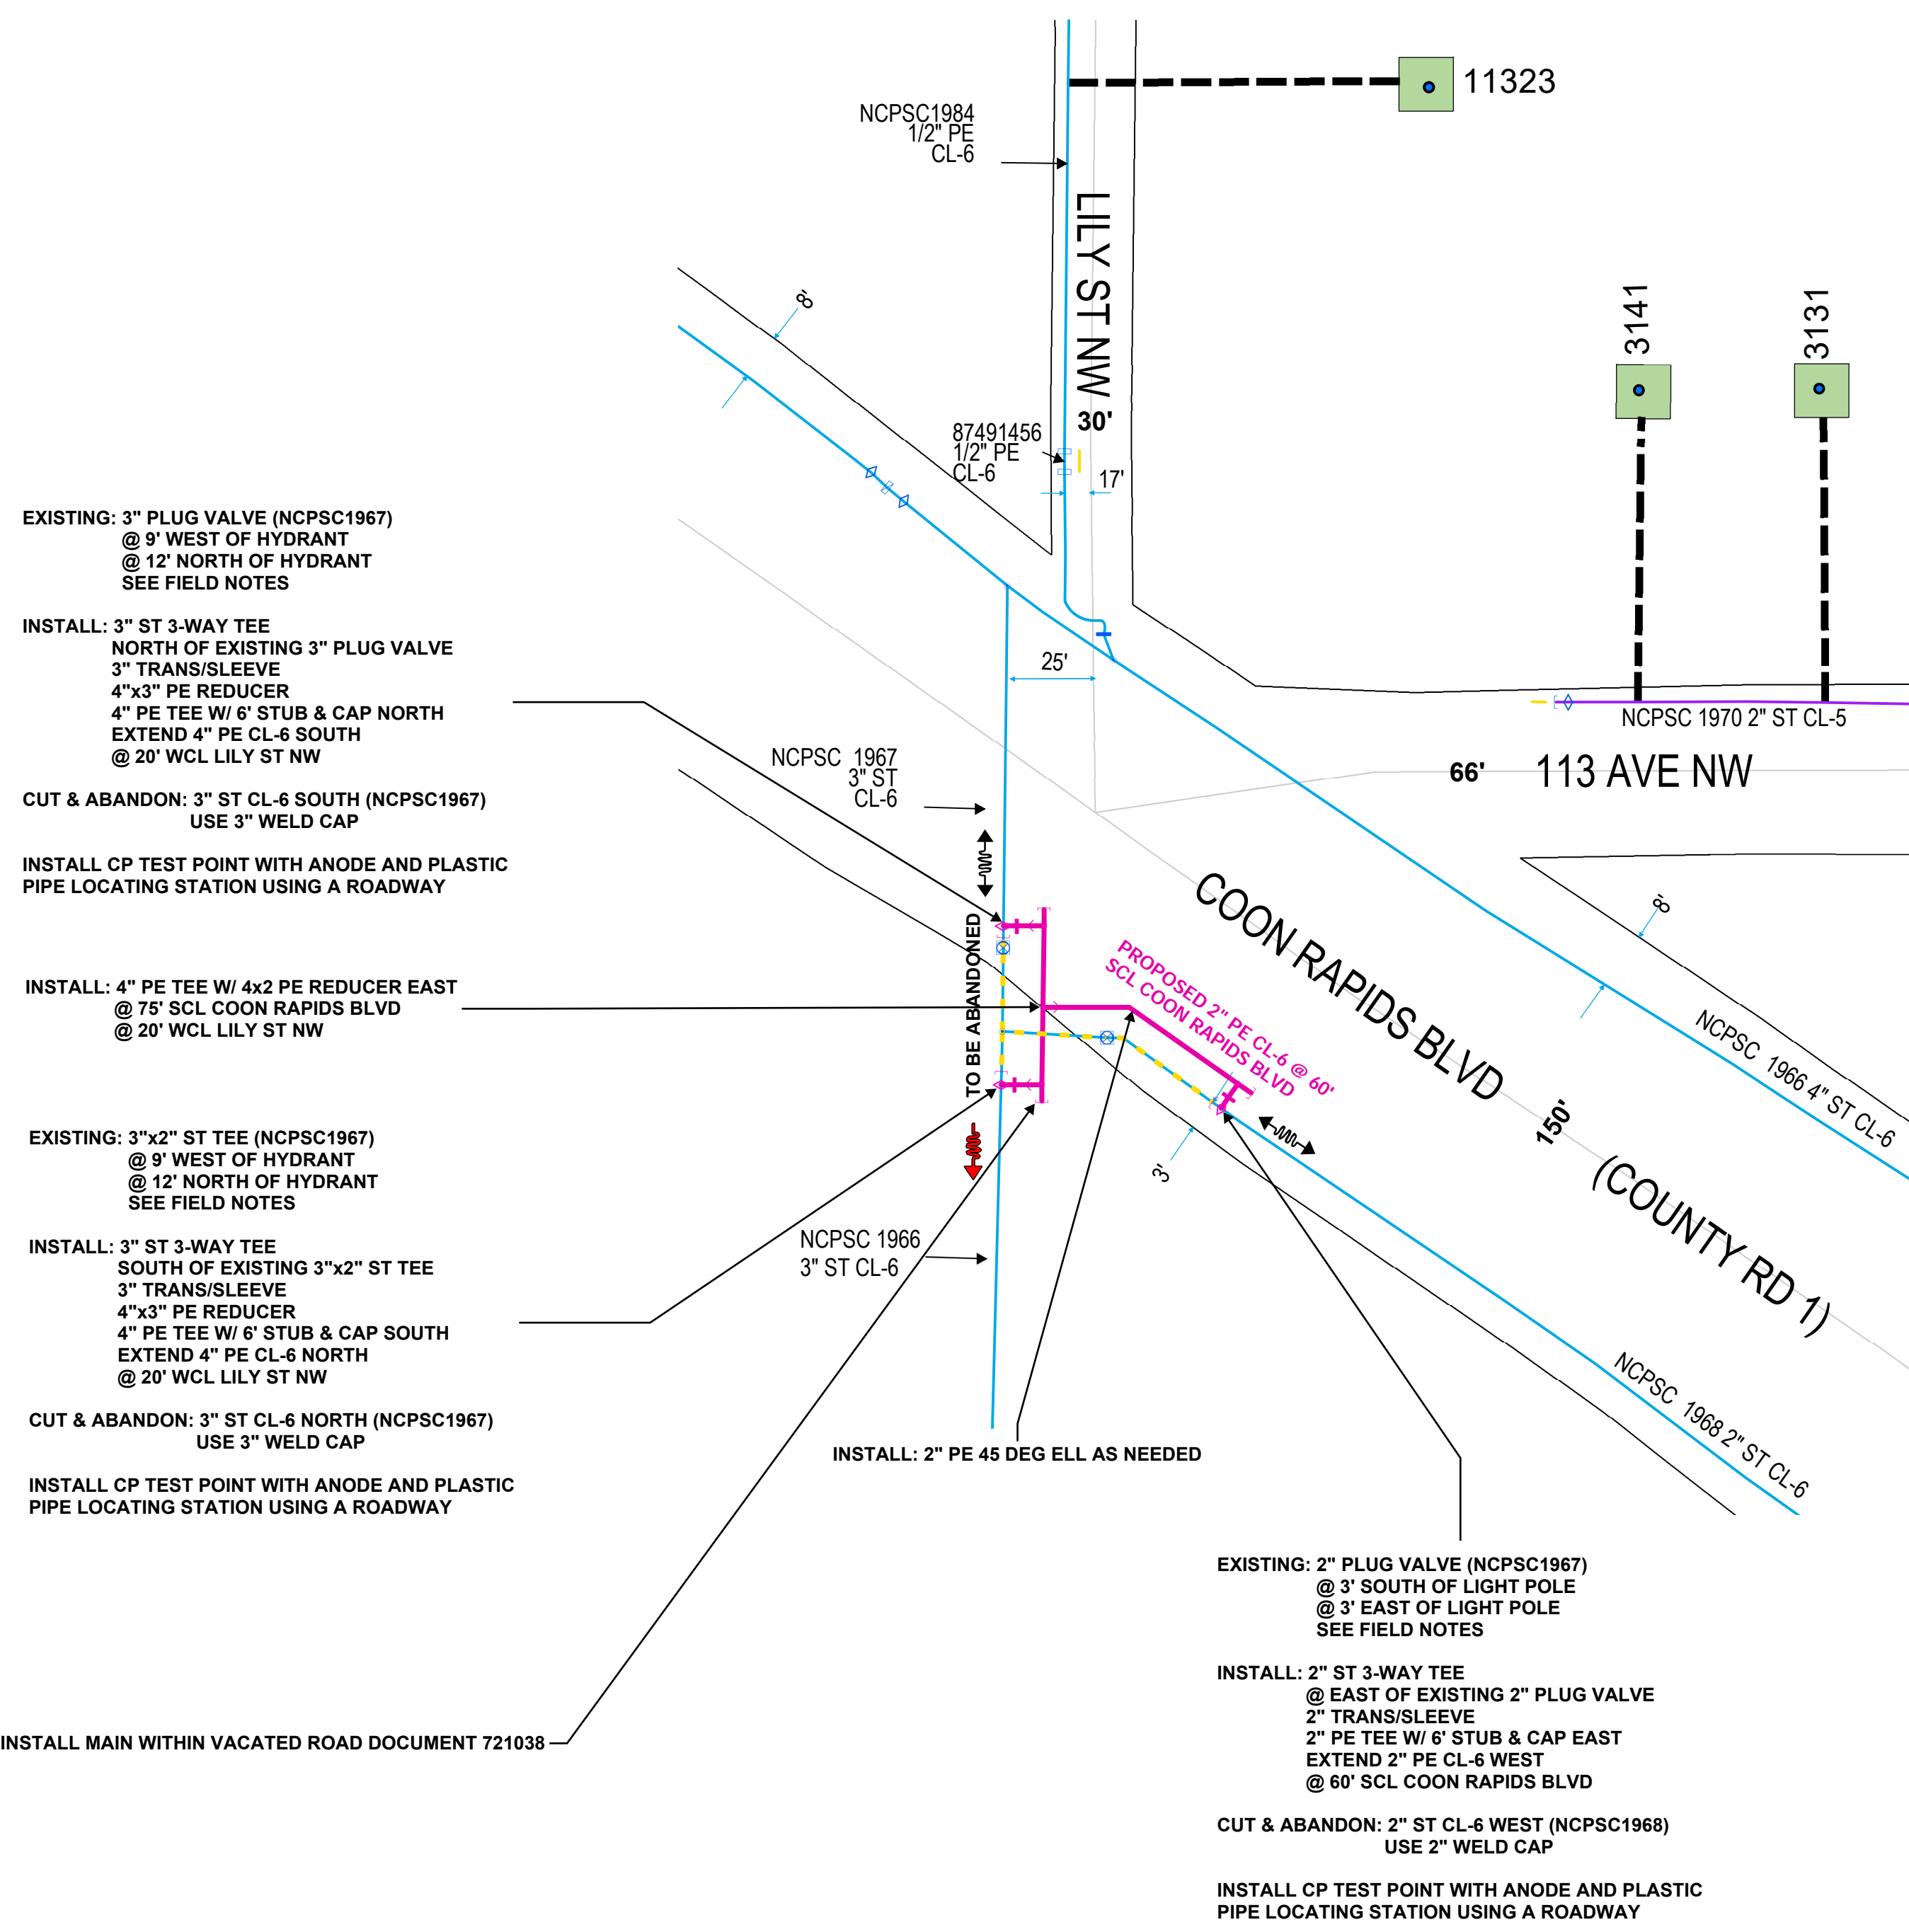 11323
NCPSC1984
1/2" PE
CL-6
LILY ST NW
30'
8'
3141
3131
87491456
1/2" PE
CL-6
17'
EXISTING: 3" PLUG VALVE (NCPSC1967)
@ 9' WEST OF HYDRANT
@ 12' NORTH OF HYDRANT
SEE FIELD NOTES
INSTALL: 3" ST 3-WAY TEE
NORTH OF EXISTING 3" PLUG VALVE
3" TRANS/SLEEVE
4"x3" PE REDUCER
4" PE TEE W/ 6' STUB & CAP NORTH
EXTEND 4" PE CL-6 SOUTH
@ 20' WCL LILY ST NW
CUT & ABANDON: 3" ST CL-6 SOUTH (NCPSC1967)
USE 3" WELD CAP
INSTALL CP TEST POINT WITH ANODE AND PLASTIC
PIPE LOCATING STATION USING A ROADWAY
25'
NCPSC 1970 2" ST CL-5
66'
113 AVE NW
NCPSC 1967
3" ST
CL-6
COON RAPIDS BLVD
150'
(COUNTY RD 1)
8'
TO BE ABANDONED
PROPOSED 2" PE CL-6 @ 60'
SCL COON RAPIDS BLVD
NCPSC 1966 4" ST CL-6
INSTALL: 4" PE TEE W/ 4x2 PE REDUCER EAST
@ 75' SCL COON RAPIDS BLVD
@ 20' WCL LILY ST NW
3'
EXISTING: 3"x2" ST TEE (NCPSC1967)
@ 9' WEST OF HYDRANT
@ 12' NORTH OF HYDRANT
SEE FIELD NOTES
INSTALL: 3" ST 3-WAY TEE
SOUTH OF EXISTING 3"x2" ST TEE
3" TRANS/SLEEVE
4"x3" PE REDUCER
4" PE TEE W/ 6' STUB & CAP SOUTH
EXTEND 4" PE CL-6 NORTH
@ 20' WCL LILY ST NW
CUT & ABANDON: 3" ST CL-6 NORTH (NCPSC1967)
USE 3" WELD CAP
INSTALL CP TEST POINT WITH ANODE AND PLASTIC
PIPE LOCATING STATION USING A ROADWAY
NCPSC 1966
3" ST CL-6
NCPSC 1968 2" ST CL-6
INSTALL: 2" PE 45 DEG ELL AS NEEDED
EXISTING: 2" PLUG VALVE (NCPSC1967)
@ 3' SOUTH OF LIGHT POLE
@ 3' EAST OF LIGHT POLE
SEE FIELD NOTES
INSTALL: 2" ST 3-WAY TEE
@ EAST OF EXISTING 2" PLUG VALVE
2" TRANS/SLEEVE
2" PE TEE W/ 6' STUB & CAP EAST
EXTEND 2" PE CL-6 WEST
@ 60' SCL COON RAPIDS BLVD
CUT & ABANDON: 2" ST CL-6 WEST (NCPSC1968)
USE 2" WELD CAP
INSTALL CP TEST POINT WITH ANODE AND PLASTIC
PIPE LOCATING STATION USING A ROADWAY
INSTALL MAIN WITHIN VACATED ROAD DOCUMENT 721038